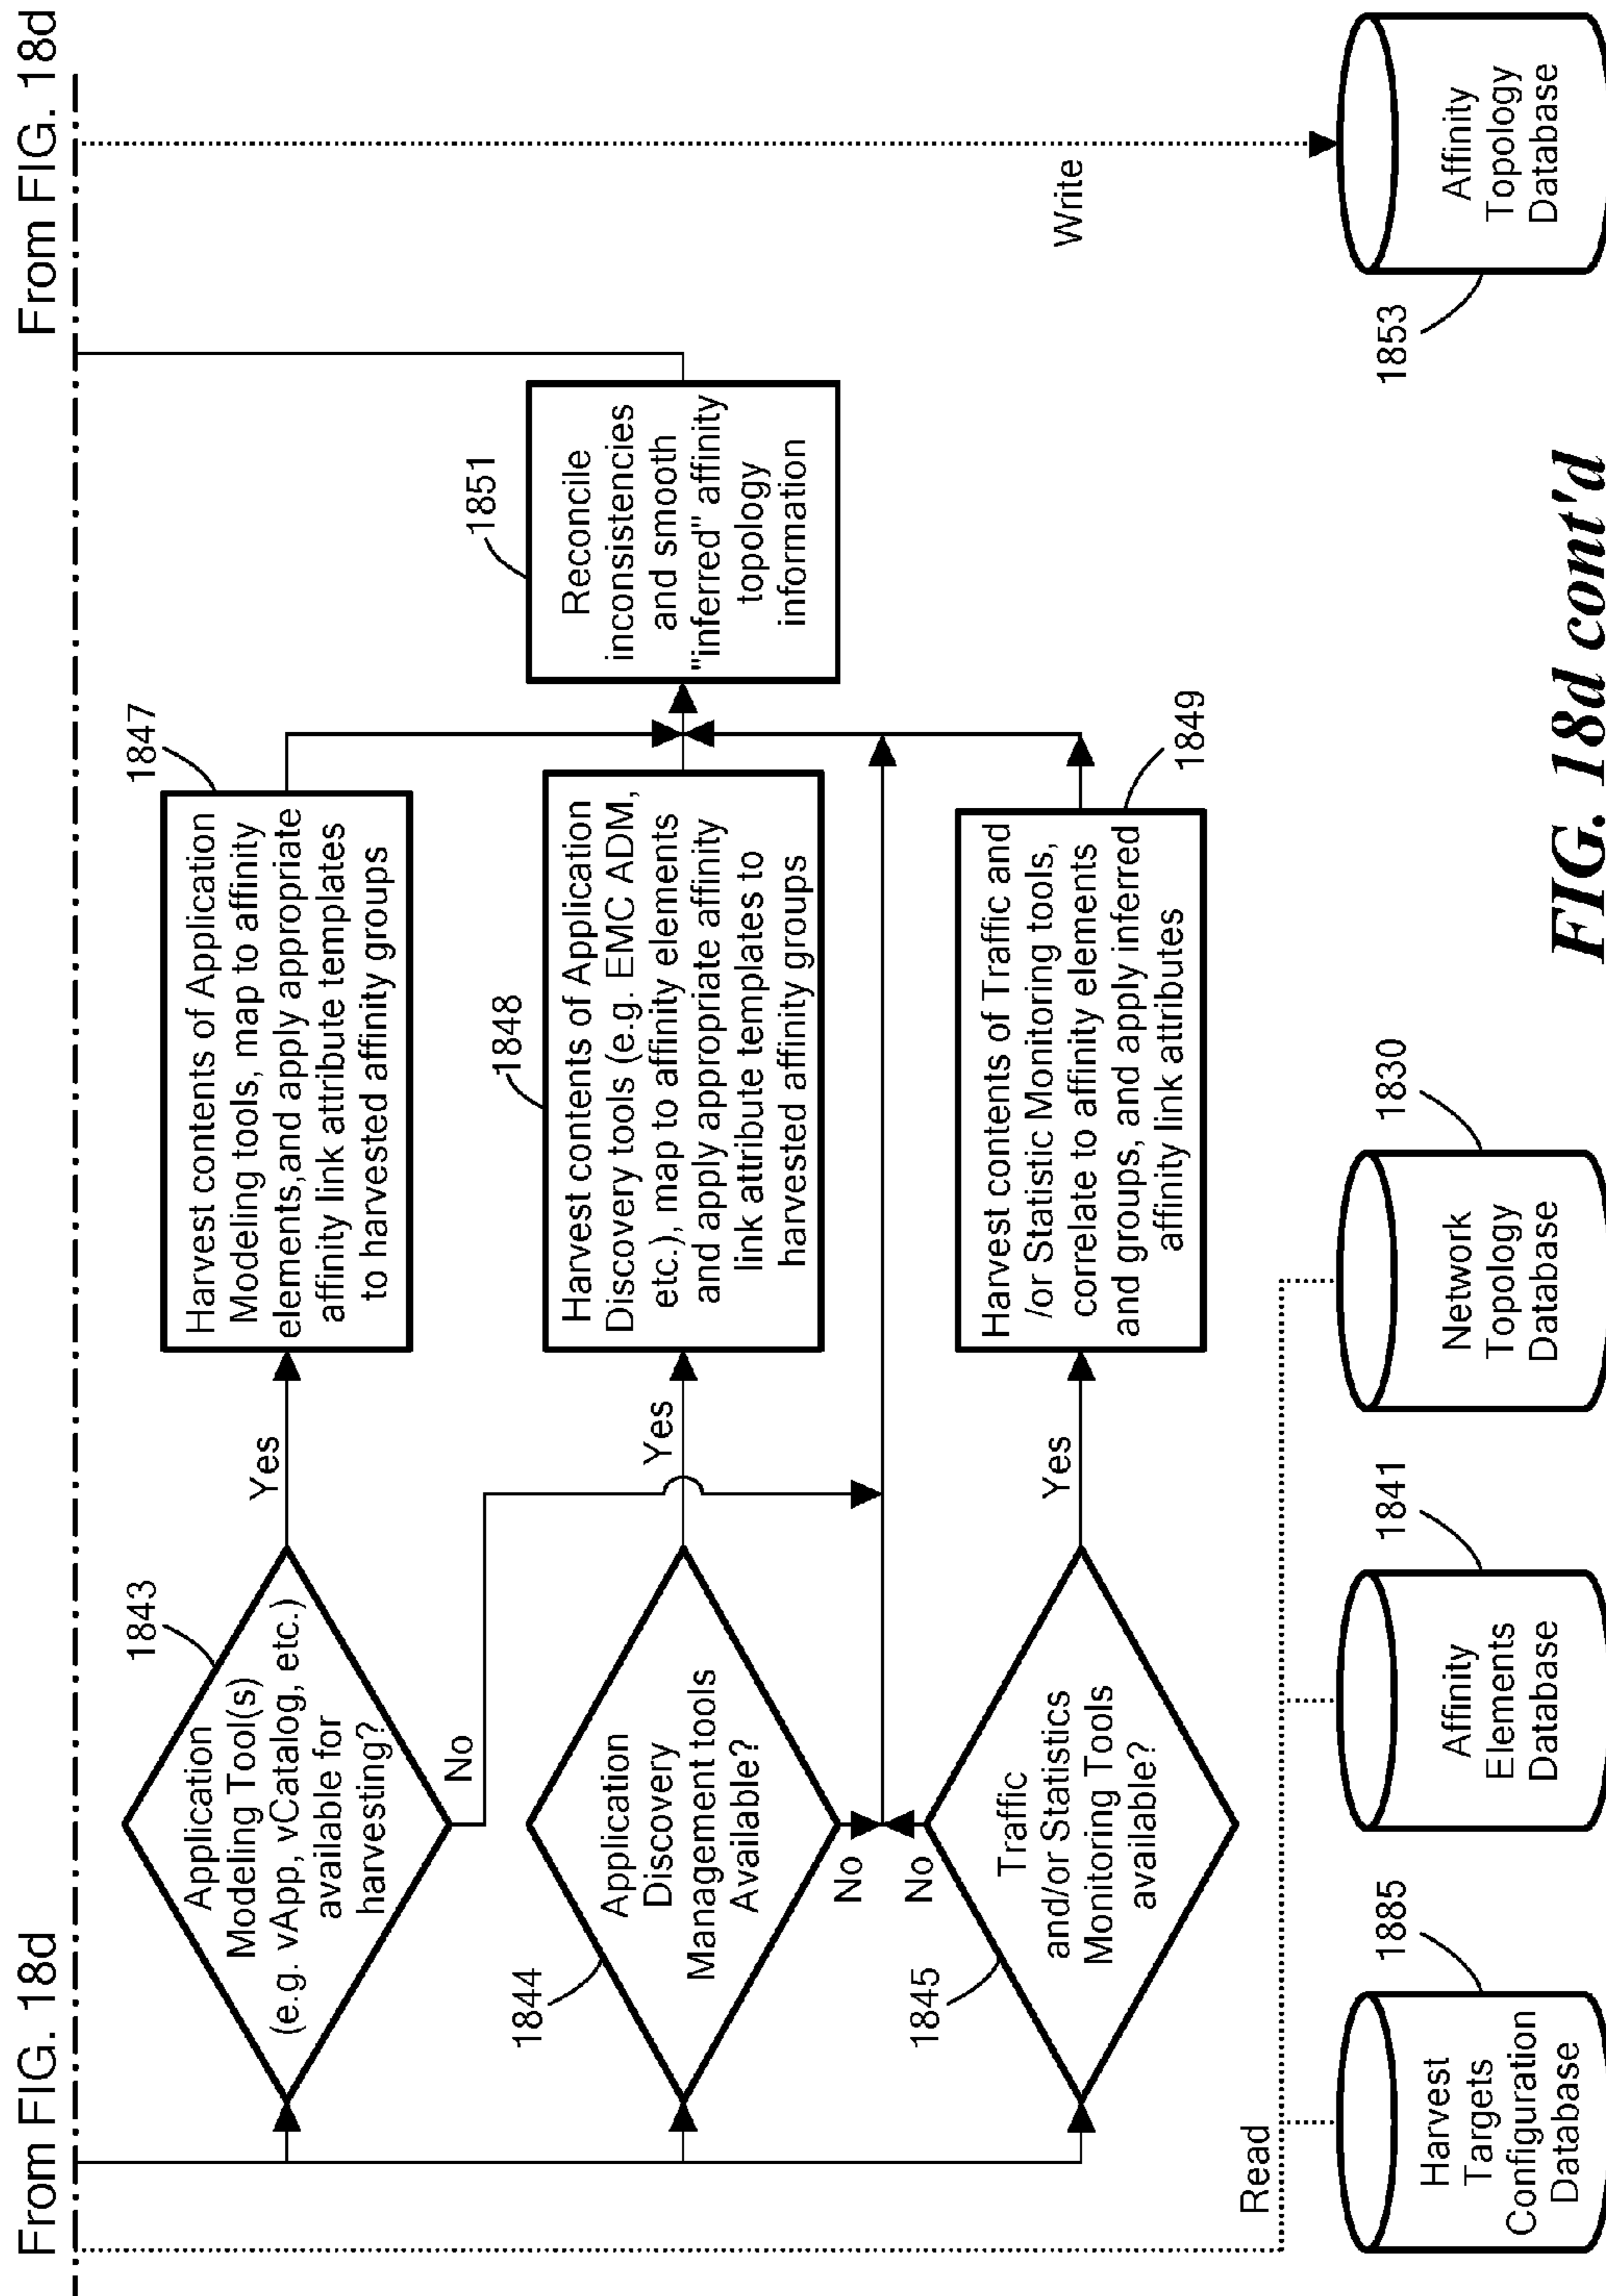 From FIG. 18d
From FIG. 18d
1843
Application
Modeling Tool(s)
(e.g. vApp, vCatalog, etc.)
available for
harvesting?
Yes
No
1847
Harvest contents of Application
Modeling tools, map to affinity
elements,and apply appropriate
affinity link attribute templates
to harvested affinity groups
1844
Application
Discovery
Management tools
Available?
Yes
No
1848
Harvest contents of Application
Discovery tools (e.g. EMC ADM,
etc.), map to affinity elements
and apply appropriate affinity
link attribute templates to
harvested affinity groups
1851
Reconcile
inconsistencies
and smooth
"inferred" affinity
topology
information
1845
Traffic
and/or Statistics
Monitoring Tools
available?
No
Yes
1849
Harvest contents of Traffic and
/or Statistic Monitoring tools,
correlate to affinity elements
and groups, and apply inferred
affinity link attributes
Read
Write
1885
Harvest
Targets
Configuration
Database
1841
Affinity
Elements
Database
1830
Network
Topology
Database
1853
Affinity
Topology
Database
FIG. 18d cont'd